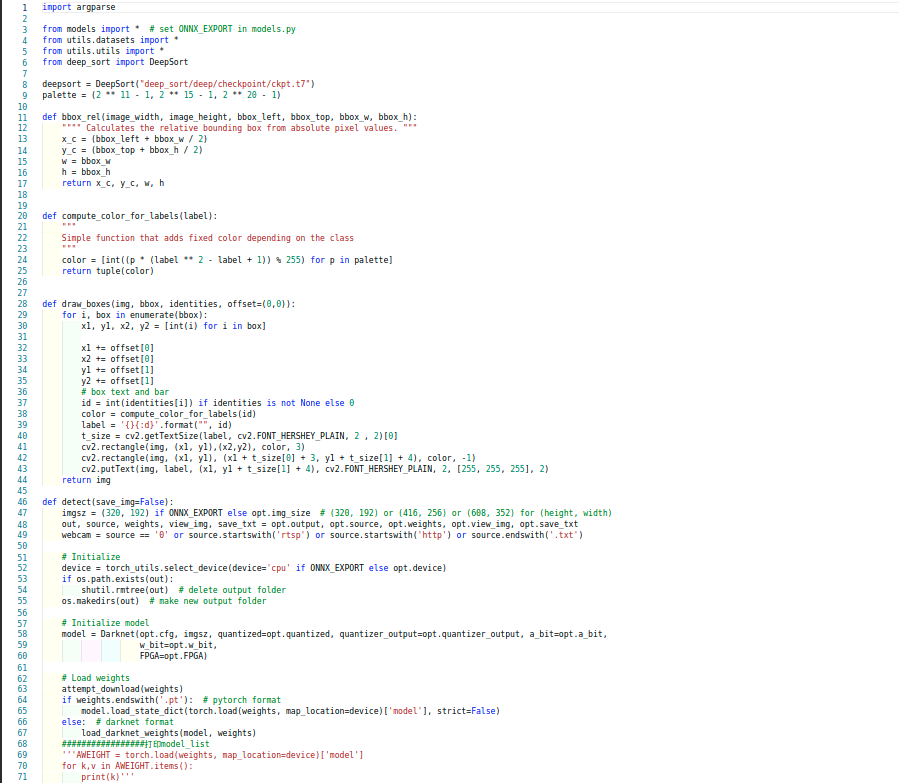 1 import argparse
2
3 from models import *  # set ONNX_EXPORT in models.py
4 from utils.datasets import *
5 from utils.utils import *
6 from deep_sort import DeepSort
7
8 deepsort = DeepSort("deep_sort/deep/checkpoint/ckpt.t7")
9 palette = (2 ** 11 - 1, 2 ** 15 - 1, 2 ** 20 - 1)
10
11 def bbox_rel(image_width, image_height, bbox_left, bbox_top, bbox_w, bbox_h):
12     """" Calculates the relative bounding box from absolute pixel values. """
13     x_c = (bbox_left + bbox_w / 2)
14     y_c = (bbox_top + bbox_h / 2)
15     w = bbox_w
16     h = bbox_h
17     return x_c, y_c, w, h
18
19
20 def compute_color_for_labels(label):
21     """
22     Simple function that adds fixed color depending on the class
23     """
24     color = [int((p * (label ** 2 - label + 1)) % 255) for p in palette]
25     return tuple(color)
26
27
28 def draw_boxes(img, bbox, identities, offset=(0,0)):
29     for i, box in enumerate(bbox):
30         x1, y1, x2, y2 = [int(i) for i in box]
31
32         x1 += offset[0]
33         x2 += offset[0]
34         y1 += offset[1]
35         y2 += offset[1]
36         # box text and bar
37         id = int(identities[i]) if identities is not None else 0
38         color = compute_color_for_labels(id)
39         label = '{}{:d}'.format("", id)
40         t_size = cv2.getTextSize(label, cv2.FONT_HERSHEY_PLAIN, 2 , 2)[0]
41         cv2.rectangle(img, (x1, y1),(x2,y2), color, 3)
42         cv2.rectangle(img, (x1, y1), (x1 + t_size[0] + 3, y1 + t_size[1] + 4), color, -1)
43         cv2.putText(img, label, (x1, y1 + t_size[1] + 4), cv2.FONT_HERSHEY_PLAIN, 2, [255, 255, 255], 2)
44     return img
45
46 def detect(save_img=False):
47     imgsz = (320, 192) if ONNX_EXPORT else opt.img_size  # (320, 192) or (416, 256) or (608, 352) for (height, width)
48     out, source, weights, view_img, save_txt = opt.output, opt.source, opt.weights, opt.view_img, opt.save_txt
49     webcam = source == '0' or source.startswith('rtsp') or source.startswith('http') or source.endswith('.txt')
50
51     # Initialize
52     device = torch_utils.select_device(device='cpu' if ONNX_EXPORT else opt.device)
53     if os.path.exists(out):
54         shutil.rmtree(out)  # delete output folder
55     os.makedirs(out)  # make new output folder
56
57     # Initialize model
58     model = Darknet(opt.cfg, imgsz, quantized=opt.quantized, quantizer_output=opt.quantizer_output, a_bit=opt.a_bit,
59                     w_bit=opt.w_bit,
60                     FPGA=opt.FPGA)
61
62     # Load weights
63     attempt_download(weights)
64     if weights.endswith('.pt'):  # pytorch format
65         model.load_state_dict(torch.load(weights, map_location=device)['model'], strict=False)
66     else:  # darknet format
67         load_darknet_weights(model, weights)
68     #################打印model_list
69     '''AWEIGHT = torch.load(weights, map_location=device)['model']
70     for k,v in AWEIGHT.items():
71         print(k)'''